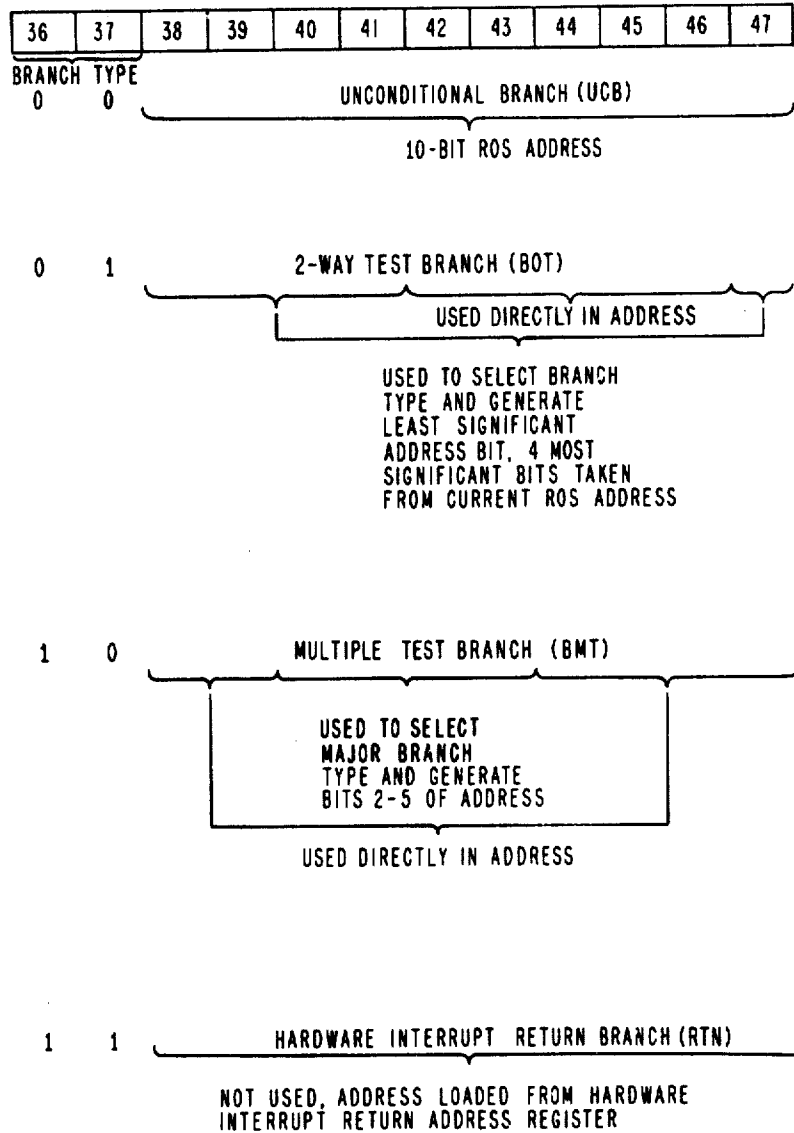 36 37 38 39 40 41 42 43 44 45 46 47
BRANCH TYPE
0 0 UNCONDITIONAL BRANCH (UCB)
10-BIT ROS ADDRESS
0 1 2-WAY TEST BRANCH (BOT)
USED DIRECTLY IN ADDRESS
USED TO SELECT BRANCH
TYPE AND GENERATE
LEAST SIGNIFICANT
ADDRESS BIT, 4 MOST
SIGNIFICANT BITS TAKEN
FROM CURRENT ROS ADDRESS
1 0 MULTIPLE TEST BRANCH (BMT)
USED TO SELECT
MAJOR BRANCH
TYPE AND GENERATE
BITS 2-5 OF ADDRESS
USED DIRECTLY IN ADDRESS
1 1 HARDWARE INTERRUPT RETURN BRANCH (RTN)
NOT USED, ADDRESS LOADED FROM HARDWARE
INTERRUPT RETURN ADDRESS REGISTER